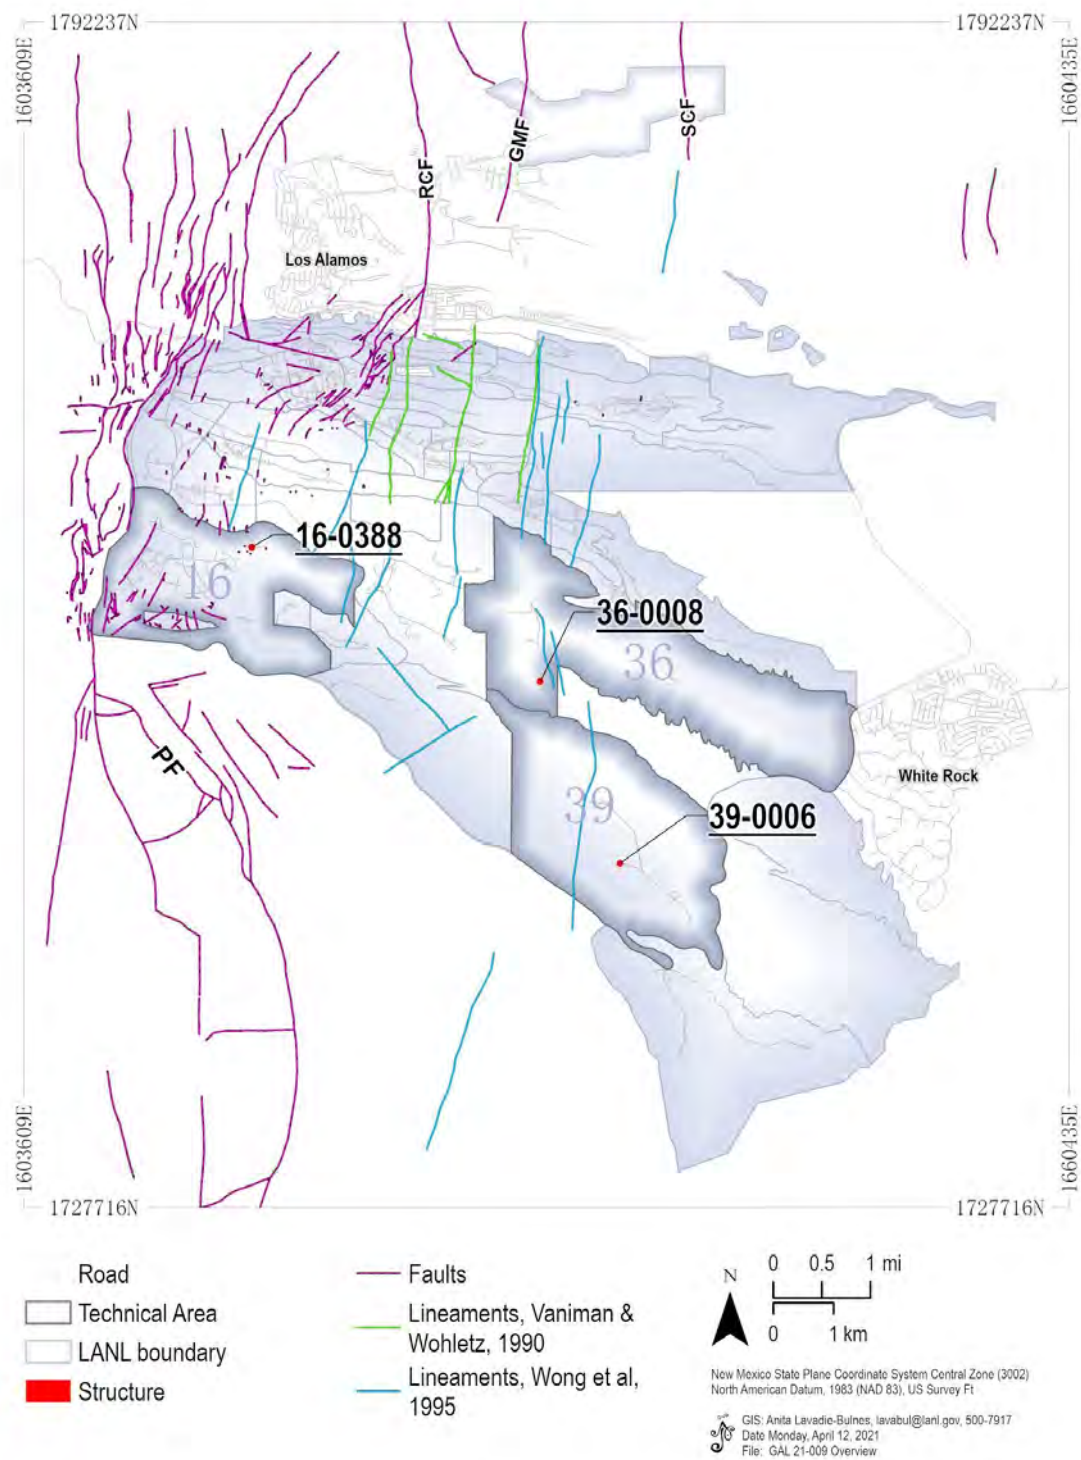 1792237N
1792237N
1603609E
1660435E
SCF
GMF
RCF
Los Alamos
16-0388
16
36-0008
36
PF
White Rock
39
39-0006
1603609E
1660435E
1727716N
1727716N
Road
Technical Area
LANL boundary
Structure
Faults
Lineaments, Vaniman &
Wohletz, 1990
Lineaments, Wong et al,
1995
N
0 0.5 1 mi
0 1 km
New Mexico State Plane Coordinate System Central Zone (3002)
North American Datum, 1983 (NAD 83), US Survey Ft
GIS: Anita Lavadie-Bulnes, lavabul@lanl.gov, 500-7917
Date Monday, April 12, 2021
File: GAL 21-009 Overview